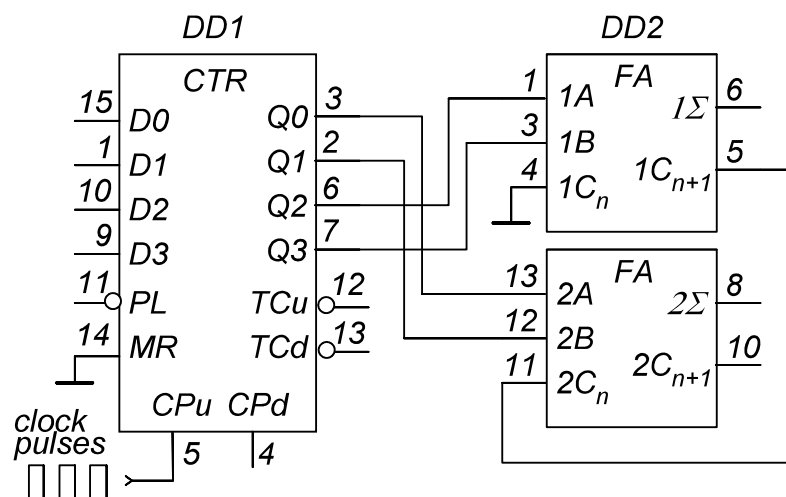 DD1
CTR
15 D0
1 D1
10 D2
9 D3
11 PL
14 MR
Q0 3
Q1 2
Q2 6
Q3 7
TCu 12
TCd 13
CPu CPd
5 4
clock
pulses
DD2
FA
1 1A
3 1B
4 1Cn
1Σ 6
1Cn+1 5
FA
13 2A
12 2B
11 2Cn
2Σ 8
2Cn+1 10